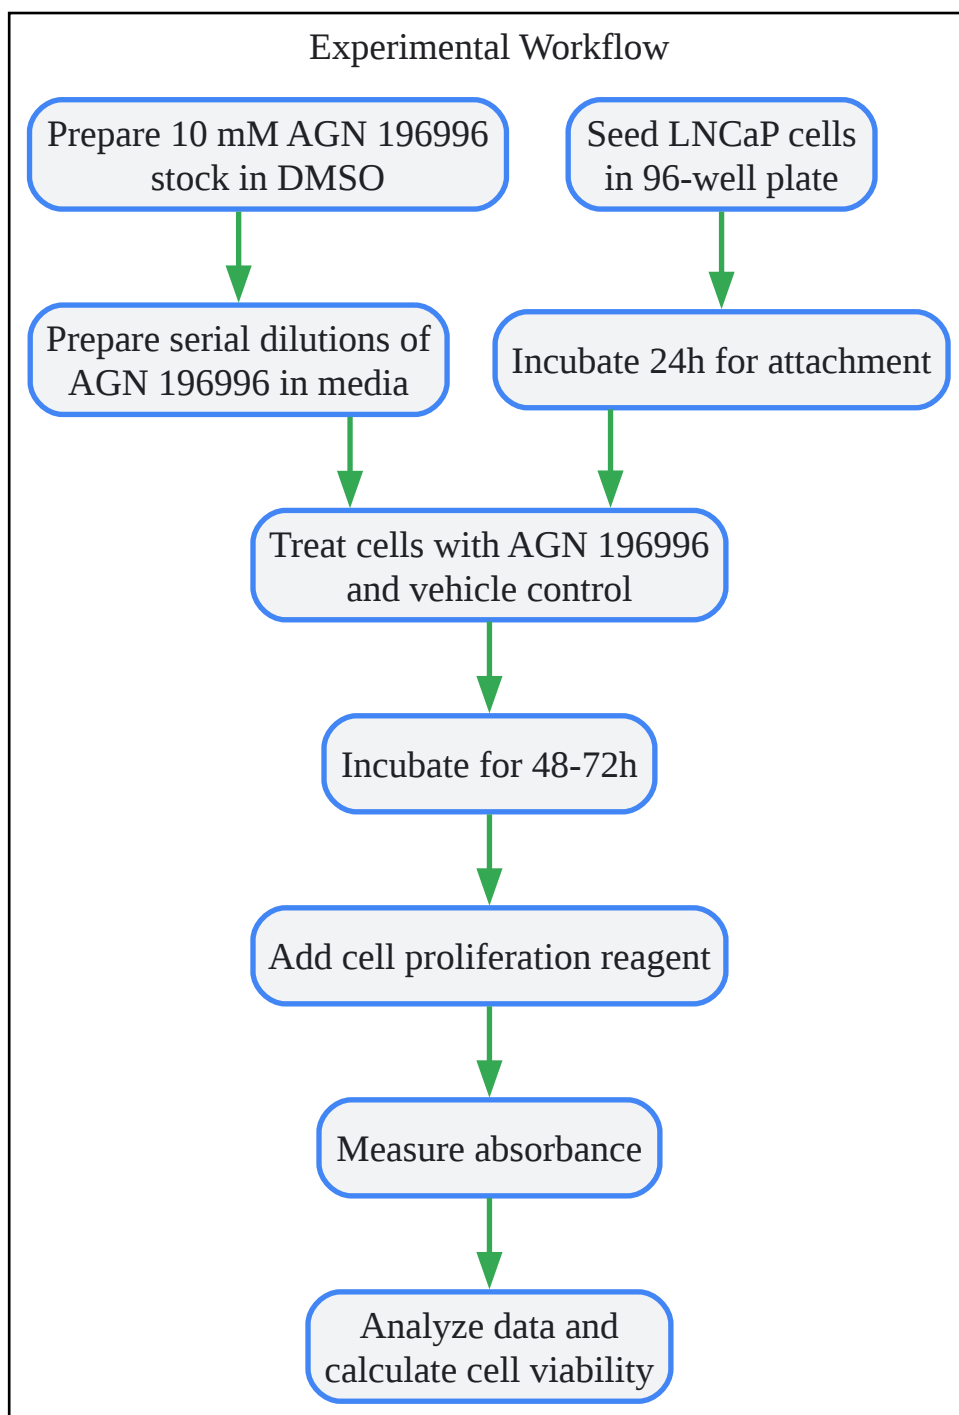 Experimental Workflow
Prepare 10 mM AGN 196996
stock in DMSO
Seed LNCaP cells
in 96-well plate
Prepare serial dilutions of
AGN 196996 in media
Incubate 24h for attachment
Treat cells with AGN 196996
and vehicle control
Incubate for 48-72h
Add cell proliferation reagent
Measure absorbance
Analyze data and
calculate cell viability